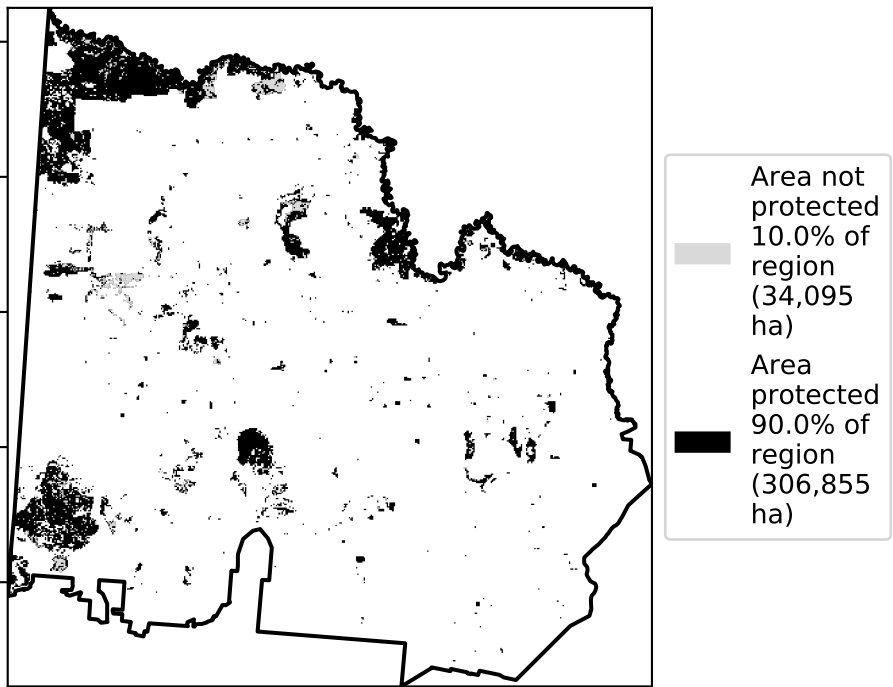 Area not
protected
10.0% of
region
(34,095
ha)
Area
protected
90.0% of
region
(306,855
ha)